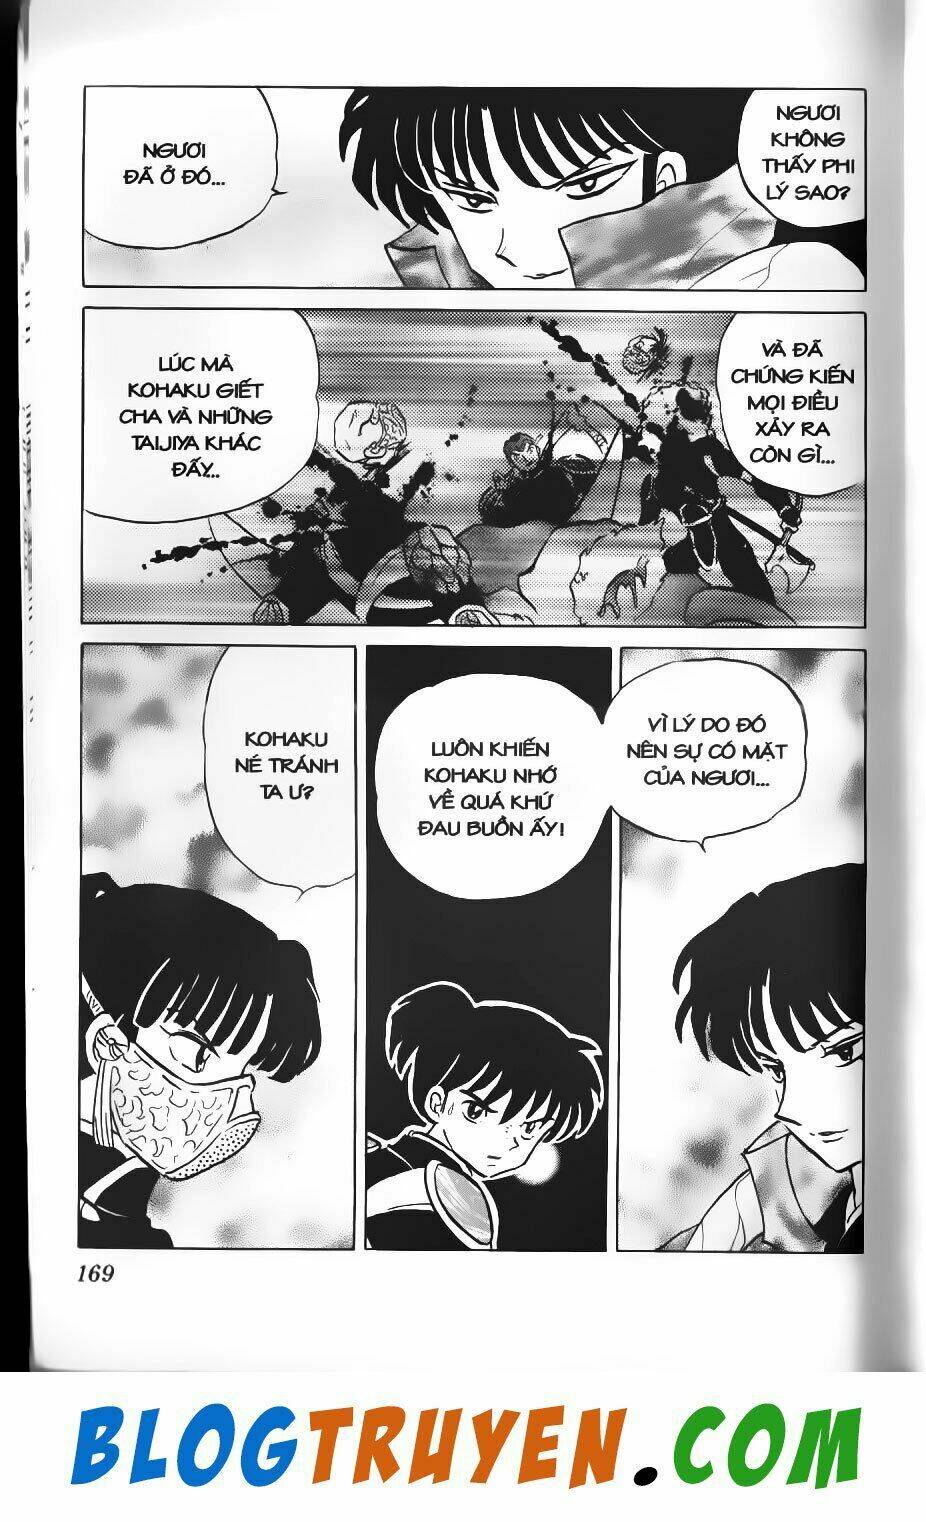 NGƯƠI
KHÔNG
THẤY PHI
LÝ SAO?
NGƯƠI
ĐÃ Ở ĐÓ...
VÀ ĐÃ
CHỨNG KIẾN
MỌI ĐIỀU
XẢY RA
CÒN GÌ...
LÚC MÀ
KOHAKU GIẾT
CHA VÀ NHỮNG
TAIJIYA KHÁC
ĐẤY...
VÌ LÝ DO ĐÓ
NÊN SỰ CÓ MẶT
CỦA NGƯƠI...
LUÔN KHIẾN
KOHAKU NHỚ
VỀ QUÁ KHỨ
ĐAU BUỒN ẤY!
KOHAKU
NÉ TRÁNH
TA Ư?
169
BLOGTRUYEN.COM